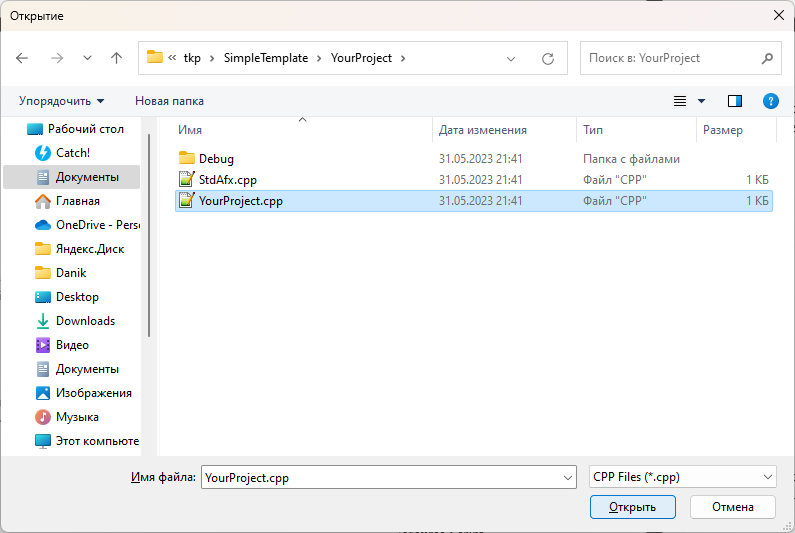 Открытие
« tkp › SimpleTemplate › YourProject ›
Поиск в: YourProject
Упорядочить
Новая папка
Рабочий стол
Catch!
Документы
Главная
OneDrive - Pers
Яндекс.Диск
Danik
Desktop
Downloads
Видео
Документы
Изображения
Музыка
Этот компьюте
Имя Дата изменения Тип Размер
Debug 31.05.2023 21:41 Папка с файлами
StdAfx.cpp 31.05.2023 21:41 Файл "CPP" 1 КБ
YourProject.cpp 31.05.2023 21:41 Файл "CPP" 1 КБ
Имя файла: YourProject.cpp CPP Files (*.cpp)
Открыть Отмена